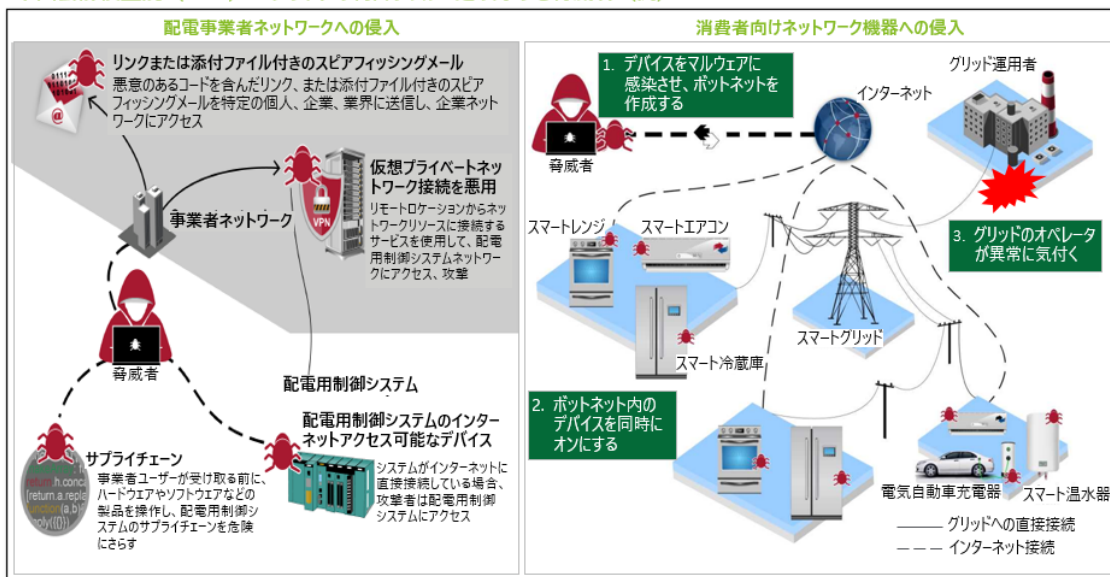 配電事業者ネットワークへの侵入
リンクまたは添付ファイル付きのスピアフィッシングメール
悪意のあるコードを含んだリンク、または添付ファイル付きのスピア
フィッシングメールを特定の個人、企業、業界に送信し、企業ネット
ワークにアクセス
仮想プライベートネッ
トワーク接続を悪用
リモートロケーションからネッ
トワークリソースに接続する
サービスを使用して、配電
用制御システムネットワー
クにアクセス、攻撃
VPN
事業者ネットワーク
脅威者
配電用制御システム
配電用制御システムのインター
ネットアクセス可能なデバイス
システムがインターネットに
直接接続している場合、
攻撃者は配電用制御
システムにアクセス
サプライチェーン
事業者ユーザーが受け取る前に、
ハードウェアやソフトウェアなどの
製品を操作し、配電用制御シ
ステムのサプライチェーンを危険
にさらす
return h.conca
[return.a.repla
function(a,b)
消費者向けネットワーク機器への侵入
1. デバイスをマルウェアに
感染させ、ボットネットを
作成する
脅威者
インターネット
グリッド運用者
3. グリッドのオペレータ
が異常に気付く
スマートレンジ
スマートエアコン
スマート冷蔵庫
スマートグリッド
2. ボットネット内の
デバイスを同時に
オンにする
電気自動車充電器
スマート温水器
グリッドへの直接接続
インターネット接続